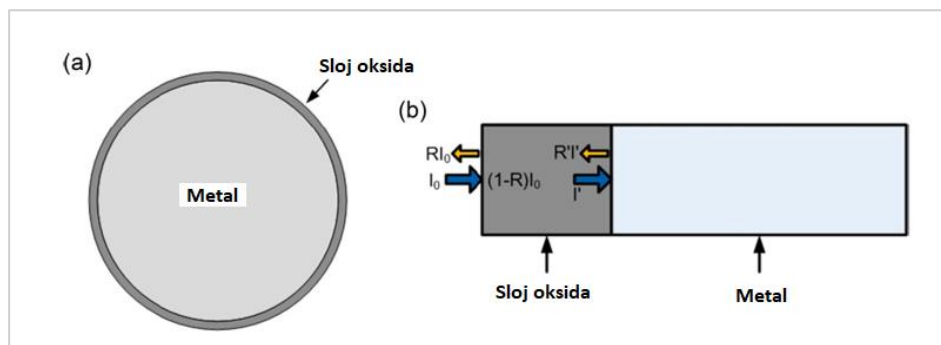 (a)
Sloj oksida
Metal
(b)
RI₀
R'I'
I₀
(1-R)I₀
I'
Sloj oksida
Metal